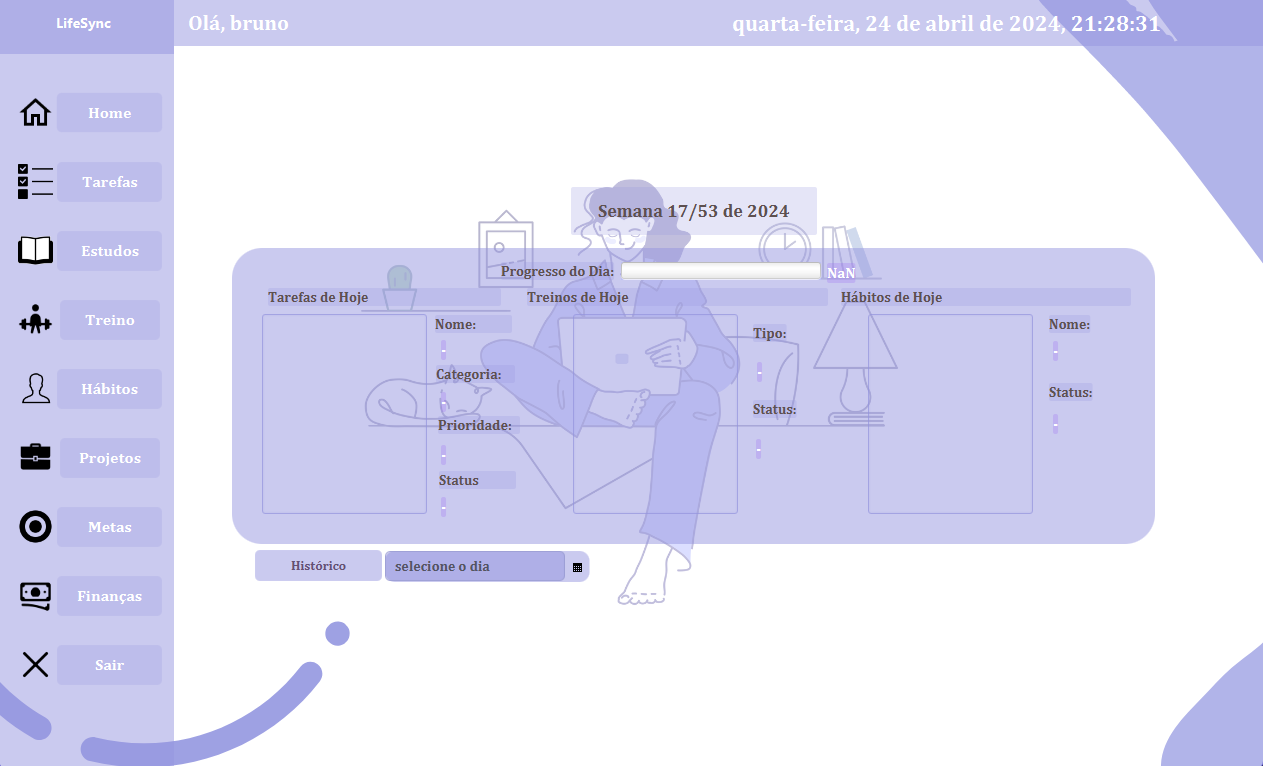 LifeSync
Olá, bruno
quarta-feira, 24 de abril de 2024, 21:28:31
Home
Tarefas
Estudos
Treino
Hábitos
Projetos
Metas
Finanças
Sair
Semana 17/53 de 2024
Progresso do Dia:
NaN
Tarefas de Hoje
Nome:
-
Categoria:
-
Prioridade:
-
Status
-
Treinos de Hoje
Tipo:
-
Status:
-
Hábitos de Hoje
Nome:
-
Status:
-
Histórico
selecione o dia